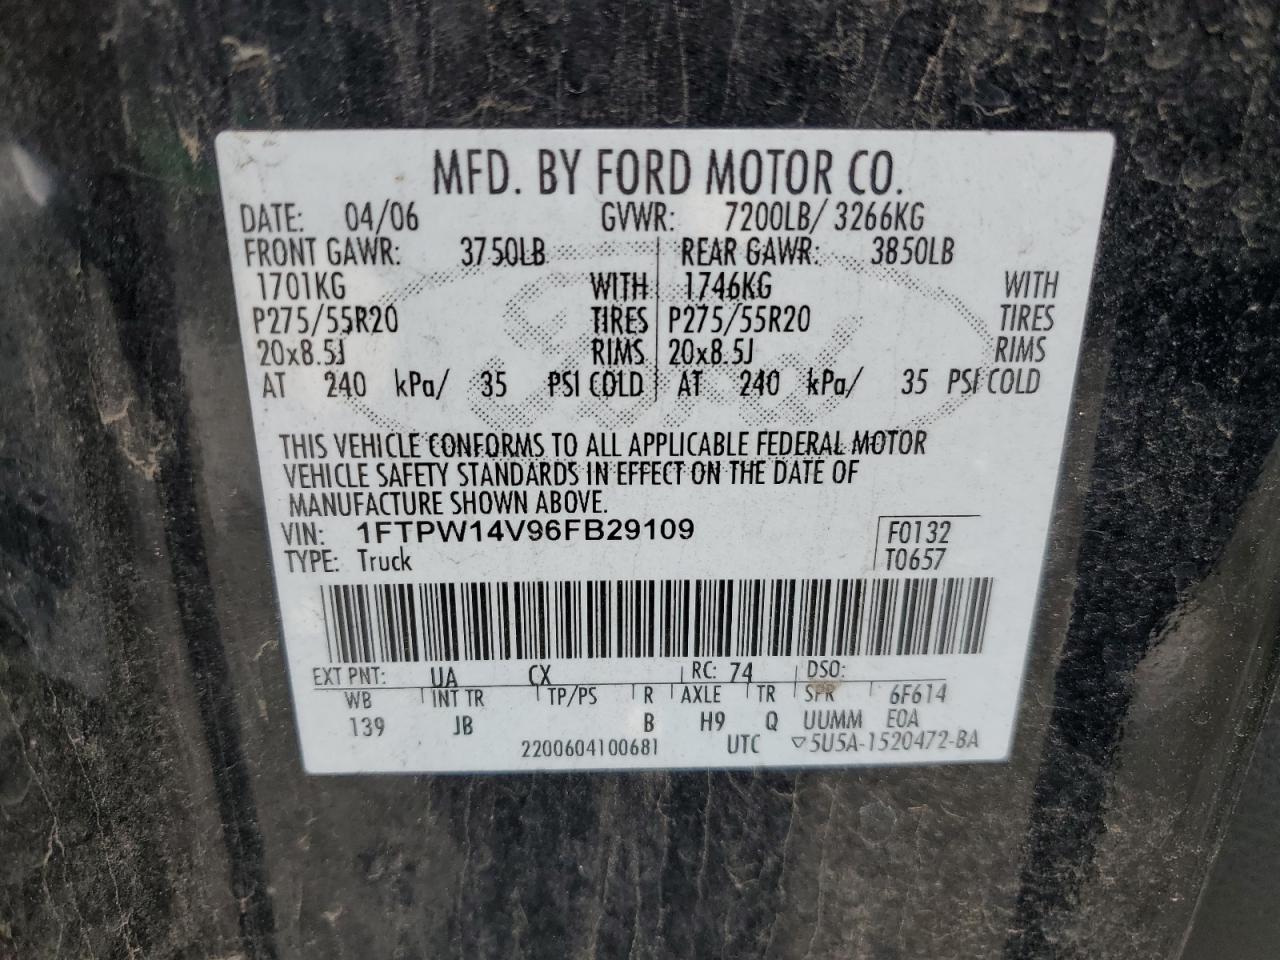 MFD. BY FORD MOTOR CO.
DATE: 04/06 GVWR: 7200LB/ 3266KG
FRONT GAWR: 3750LB REAR GAWR: 3850LB
1701KG WITH 1746KG WITH
P275/55R20 TIRES P275/55R20 TIRES
20x8.5J RIMS 20x8.5J RIMS
AT 240 kPa/ 35 PSI COLD AT 240 kPa/ 35 PSI COLD
THIS VEHICLE CONFORMS TO ALL APPLICABLE FEDERAL MOTOR
VEHICLE SAFETY STANDARDS IN EFFECT ON THE DATE OF
MANUFACTURE SHOWN ABOVE.
VIN: 1FTPW14V96FB29109 F0132
TYPE: Truck T0657
EXT PNT: UA CX RC: 74 DSO:
WB INT TR TP/PS R AXLE TR SPR 6F614
139 JB B H9 Q UUMM EOA
2200604100681 UTC ▽5U5A-1520472-BA
Ford